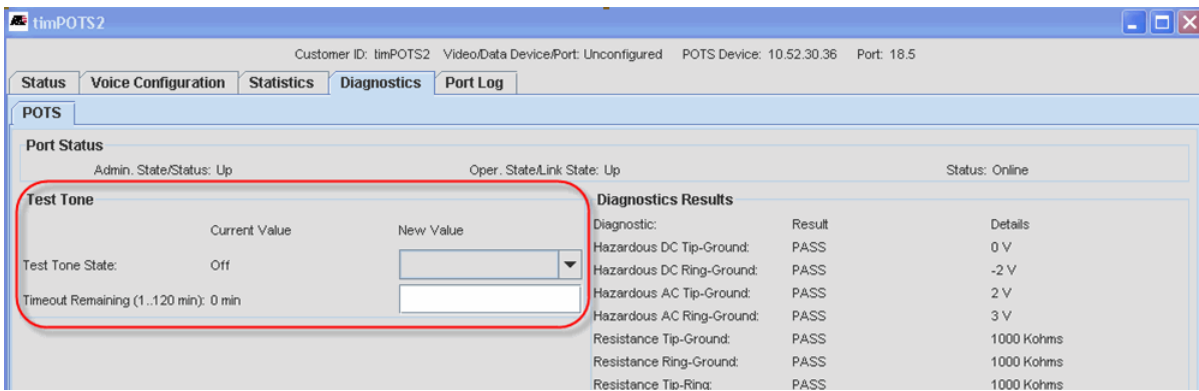 timPOTS2
Customer ID: timPOTS2 Video/Data Device/Port: Unconfigured POTS Device: 10.52.30.36 Port: 18.5
Status Voice Configuration Statistics Diagnostics Port Log
POTS
Port Status
Admin. State/Status: Up Oper. State/Link State: Up Status: Online
Test Tone
Current Value New Value
Test Tone State: Off
Timeout Remaining (1..120 min): 0 min
Diagnostics Results
Diagnostic: Result Details
Hazardous DC Tip-Ground: PASS 0 V
Hazardous DC Ring-Ground: PASS -2 V
Hazardous AC Tip-Ground: PASS 2 V
Hazardous AC Ring-Ground: PASS 3 V
Resistance Tip-Ground: PASS 1000 Kohms
Resistance Ring-Ground: PASS 1000 Kohms
Resistance Tip-Ring: PASS 1000 Kohms